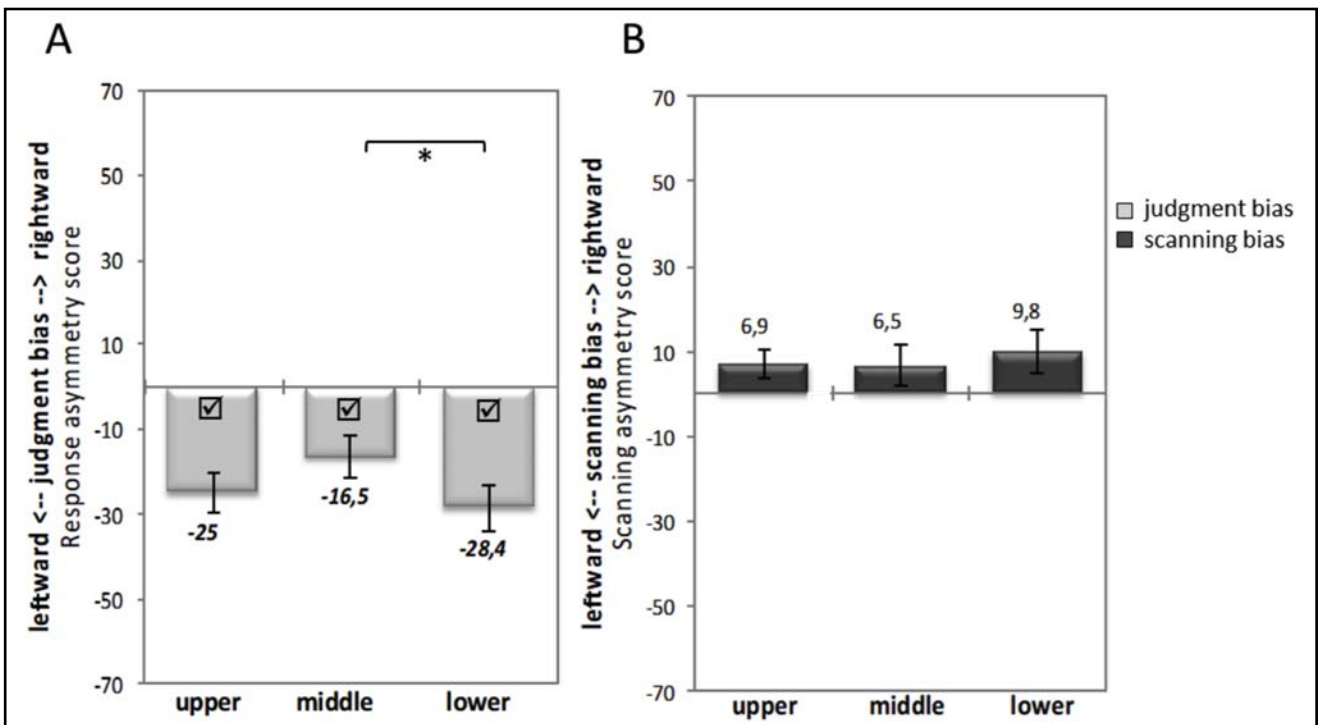 A
leftward <-- judgment bias --> rightward
Response asymmetry score
70
50
30
10
-10
-30
-50
-70
*
-25
-16,5
-28,4
upper middle lower
B
leftward <-- scanning bias --> rightward
Scanning asymmetry score
70
50
30
10
-10
-30
-50
-70
6,9
6,5
9,8
upper middle lower
judgment bias
scanning bias